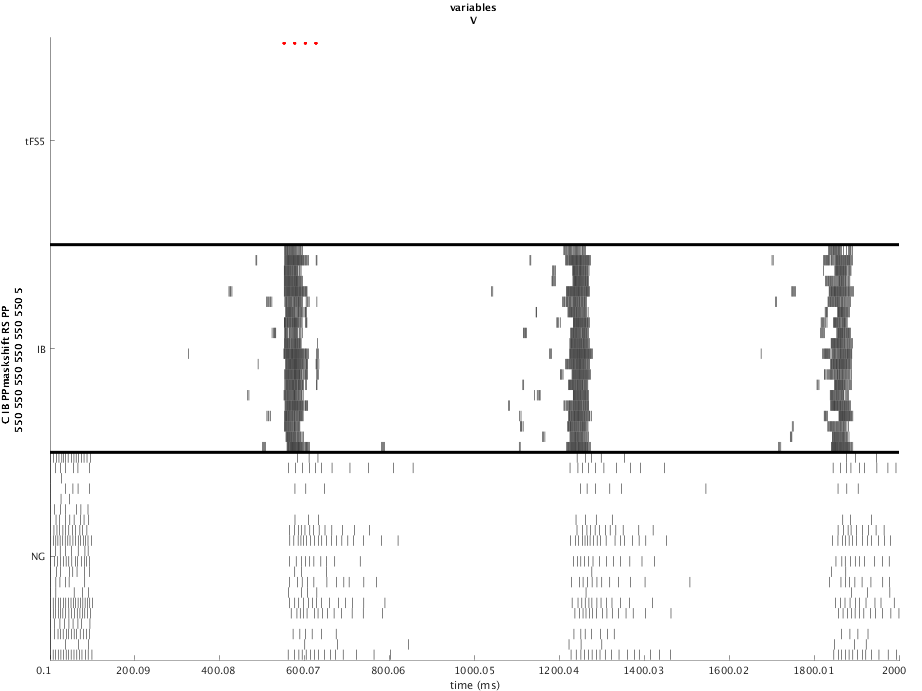 variables
V
tFS5
IB
NG
C IB PPmaskshift RS PP
550 550 550 550 550 550 5
0.1 200.09 400.08 600.07 800.06 1000.05 1200.04 1400.03 1600.02 1800.01 2000
time (ms)